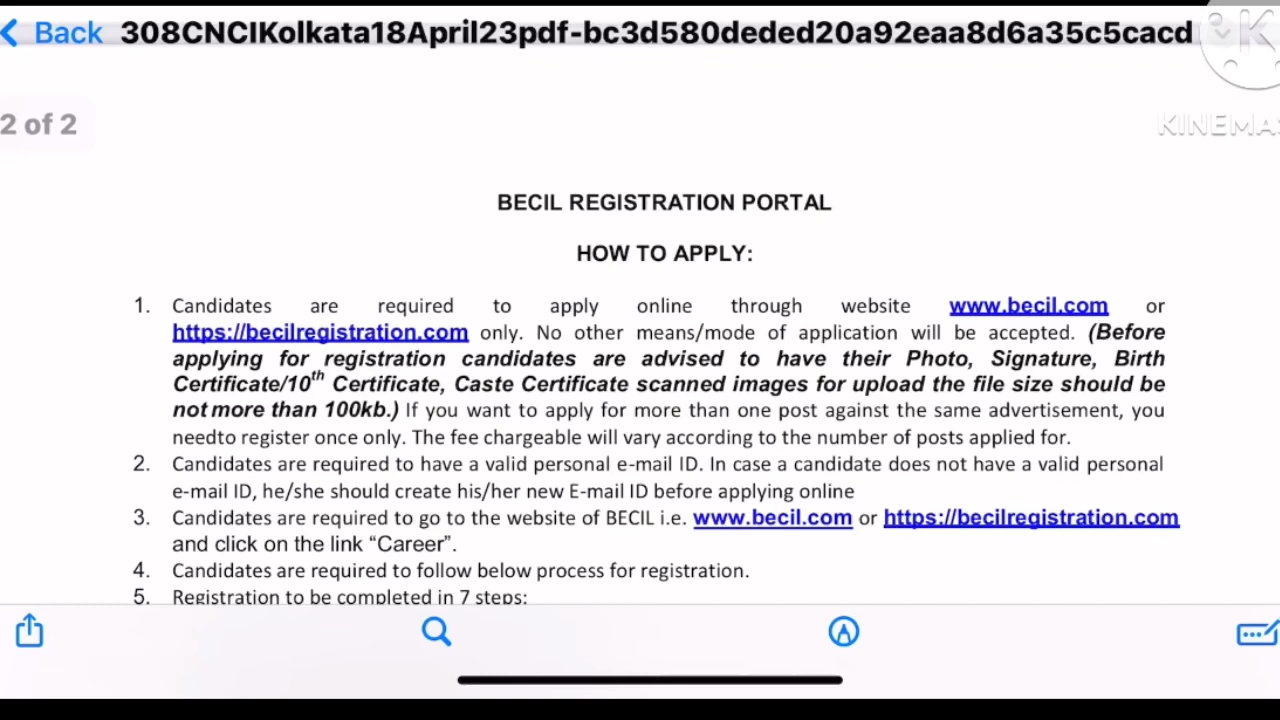 Back 308CNCIKolkata18April23pdf-bc3d580deded20a92eaa8d6a35c5cacd
2 of 2
KINEMAS
BECIL REGISTRATION PORTAL
HOW TO APPLY:
1. Candidates are required to apply online through website www.becil.com or
https://becilregistration.com only. No other means/mode of application will be accepted. (Before
applying for registration candidates are advised to have their Photo, Signature, Birth
Certificate/10th Certificate, Caste Certificate scanned images for upload the file size should be
not more than 100kb.) If you want to apply for more than one post against the same advertisement, you
needto register once only. The fee chargeable will vary according to the number of posts applied for.
2. Candidates are required to have a valid personal e-mail ID. In case a candidate does not have a valid personal
e-mail ID, he/she should create his/her new E-mail ID before applying online
3. Candidates are required to go to the website of BECIL i.e. www.becil.com or https://becilregistration.com
and click on the link “Career”.
4. Candidates are required to follow below process for registration.
5. Registration to be completed in 7 steps: